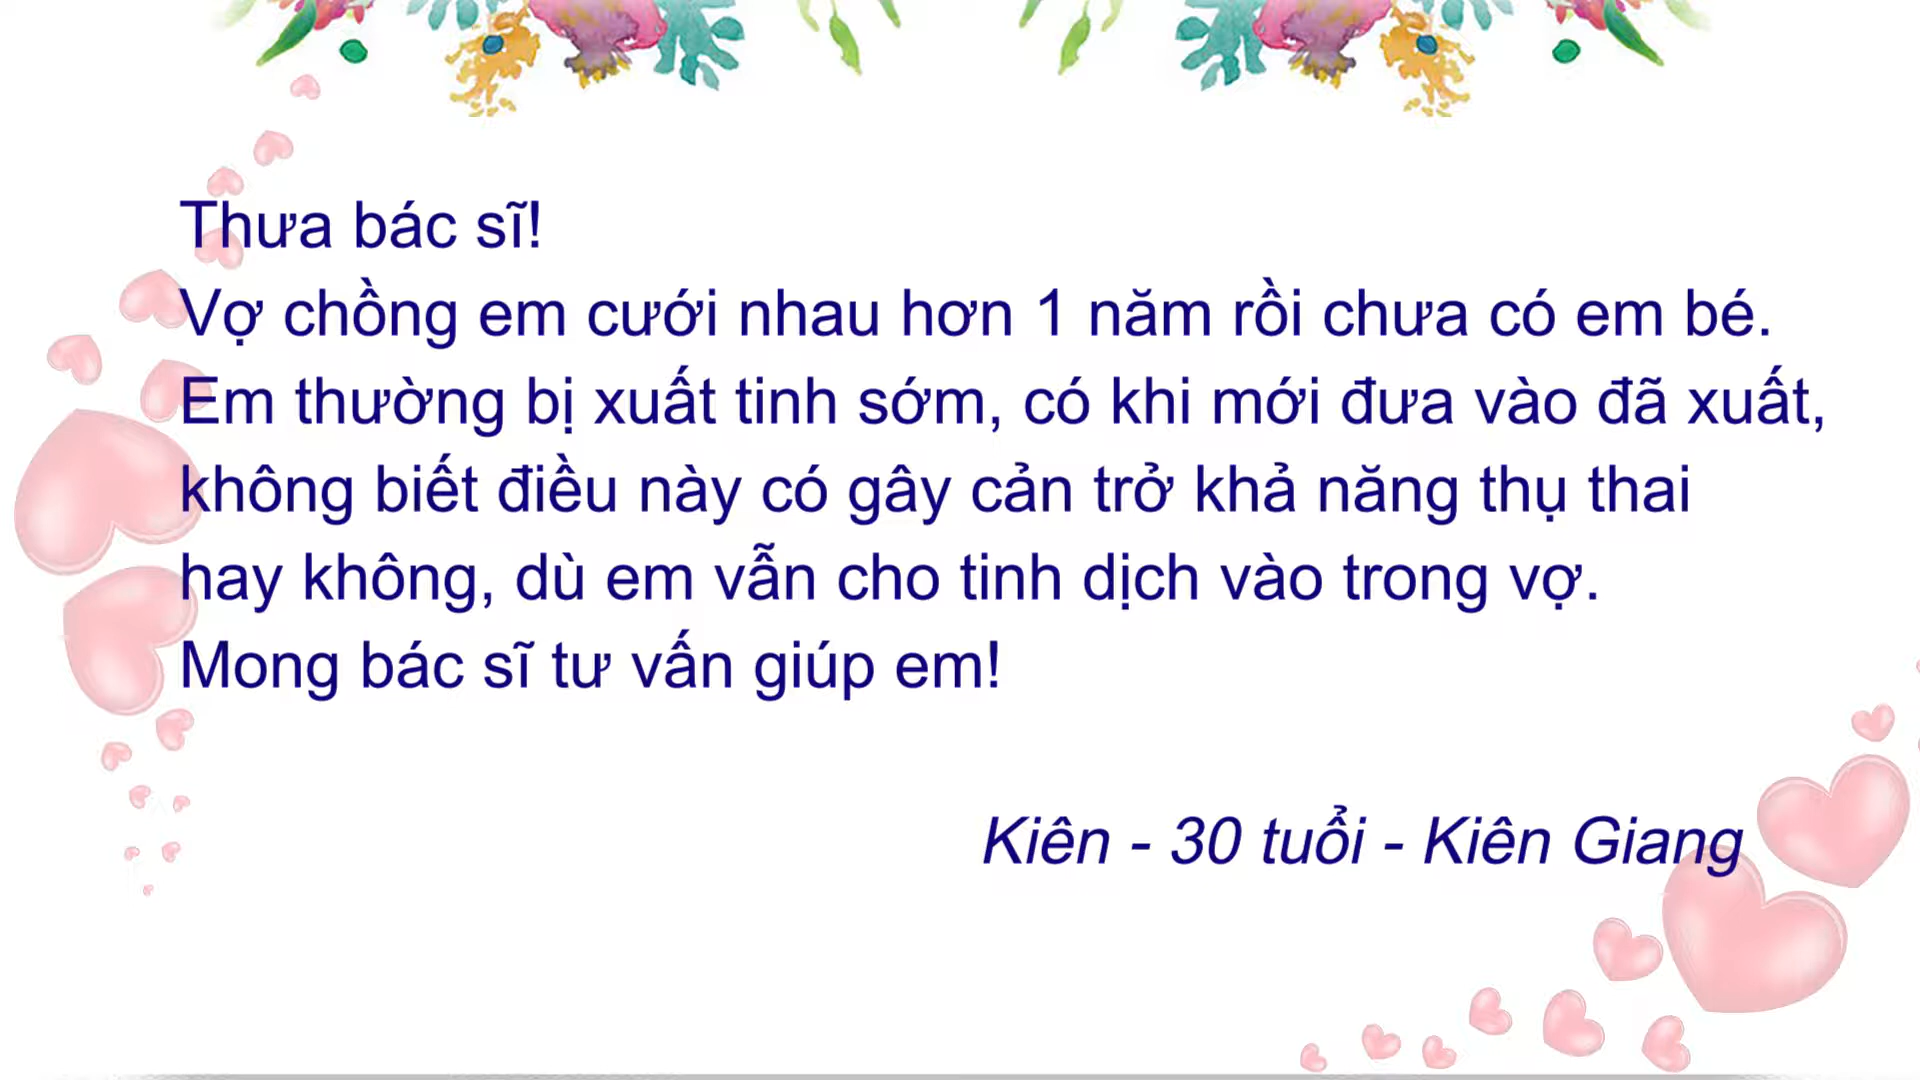 Thưa bác sĩ!
Vợ chồng em cưới nhau hơn 1 năm rồi chưa có em bé.
Em thường bị xuất tinh sớm, có khi mới đưa vào đã xuất,
không biết điều này có gây cản trở khả năng thụ thai
hay không, dù em vẫn cho tinh dịch vào trong vợ.
Mong bác sĩ tư vấn giúp em!
Kiên - 30 tuổi - Kiên Giang